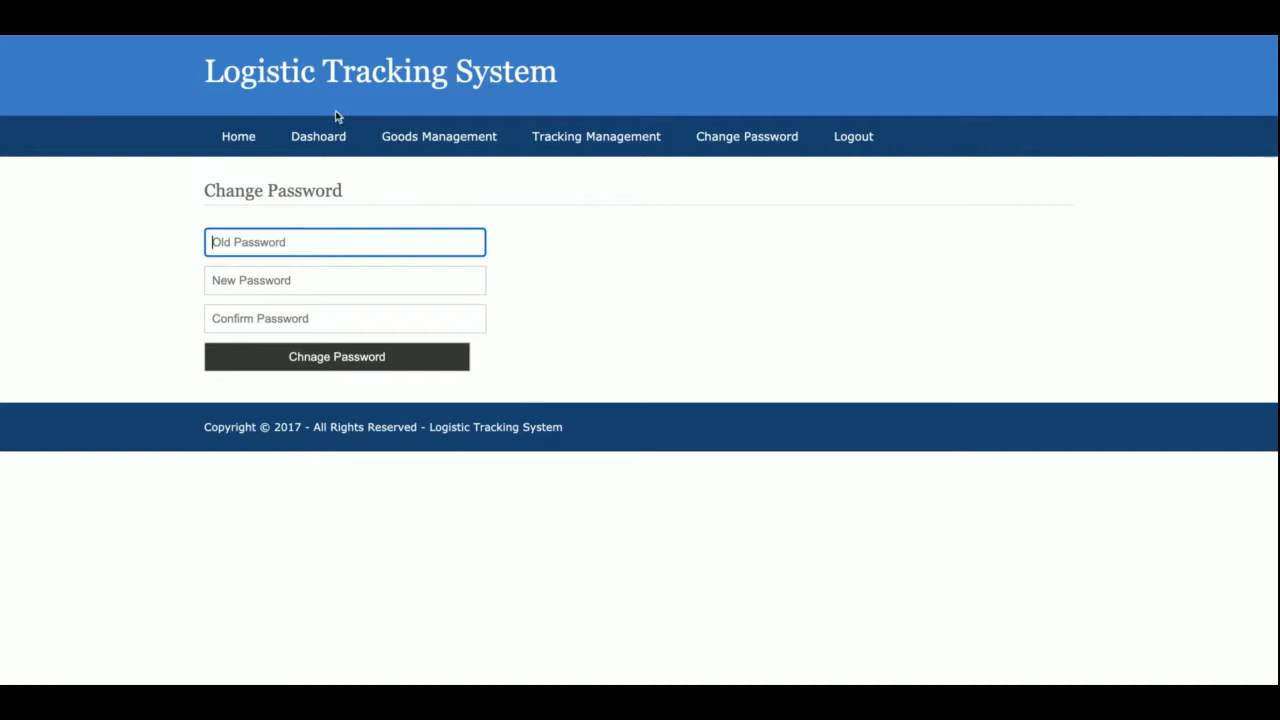 Logistic Tracking System
Home Dashoard Goods Management Tracking Management Change Password Logout
Change Password
Old Password
New Password
Confirm Password
Chnage Password
Copyright © 2017 - All Rights Reserved - Logistic Tracking System